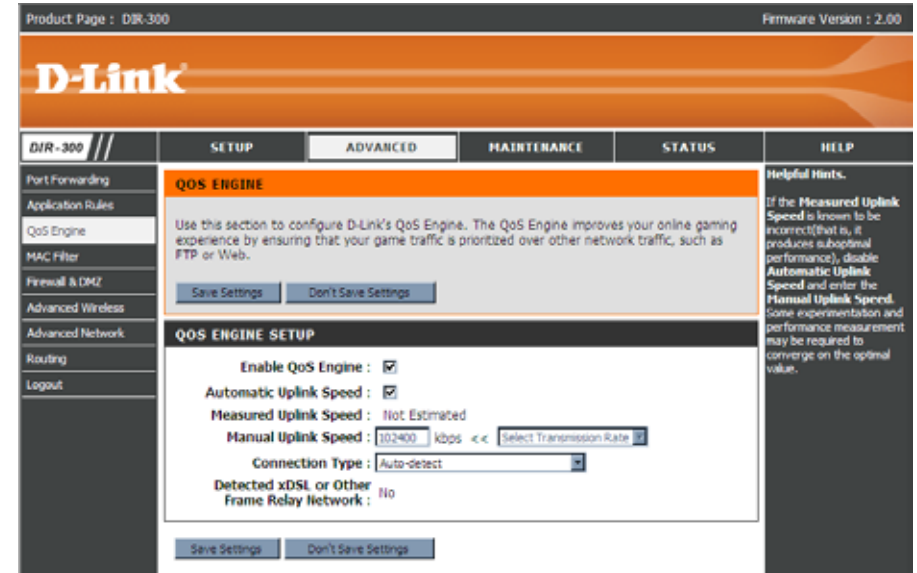 Product Page : DIR-300
Firmware Version : 2.00
D-Link
DIR-300
SETUP
ADVANCED
MAINTENANCE
STATUS
HELP
Port Forwarding
Application Rules
QoS Engine
MAC Filter
Firewall & DMZ
Advanced Wireless
Advanced Network
Routing
Logout
QOS ENGINE
Use this section to configure D-Link's QoS Engine. The QoS Engine improves your online gaming
experience by ensuring that your game traffic is prioritized over other network traffic, such as
FTP or Web.
Save Settings
Don't Save Settings
QOS ENGINE SETUP
Enable QoS Engine :
Automatic Uplink Speed :
Measured Uplink Speed : Not Estimated
Manual Uplink Speed : 102400 kbps << Select Transmission Rate
Connection Type : Auto-detect
Detected xDSL or Other
Frame Relay Network : No
Save Settings
Don't Save Settings
Helpful Hints.
If the Measured Uplink
Speed is known to be
incorrect(that is, it
produces suboptimal
performance), disable
Automatic Uplink
Speed and enter the
Manual Uplink Speed.
Some experimentation and
performance measurement
may be required to
converge on the optimal
value.